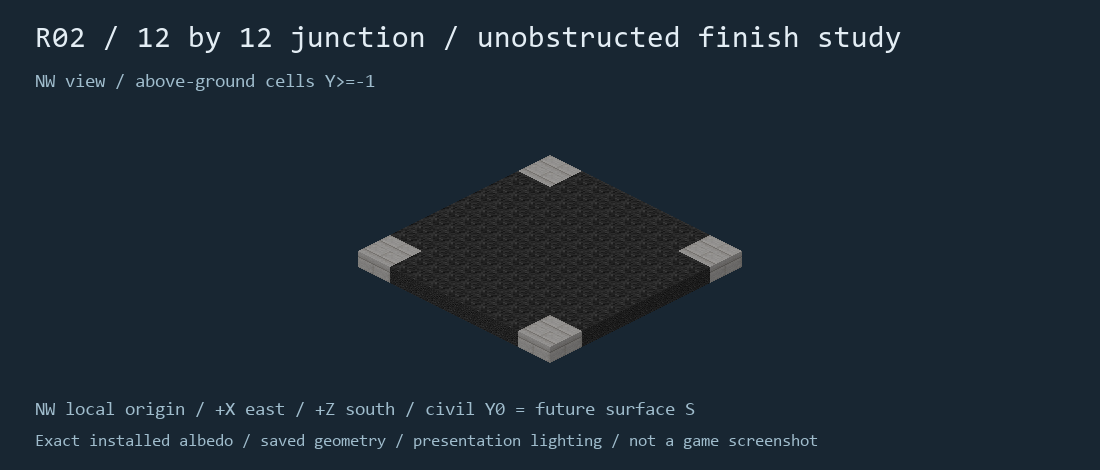 R02 / 12 by 12 junction / unobstructed finish study
NW view / above-ground cells Y>=-1
NW local origin / +X east / +Z south / civil Y0 = future surface S
Exact installed albedo / saved geometry / presentation lighting / not a game screenshot